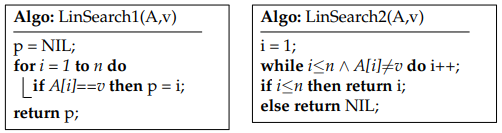 Algo: LinSearch1(A,v)
p = NIL;
for i = 1 to n do
if A[i]==v then p = i;
return p;
Algo: LinSearch2(A,v)
i = 1;
while i≤n ∧ A[i]≠v do i++;
if i≤n then return i;
else return NIL;